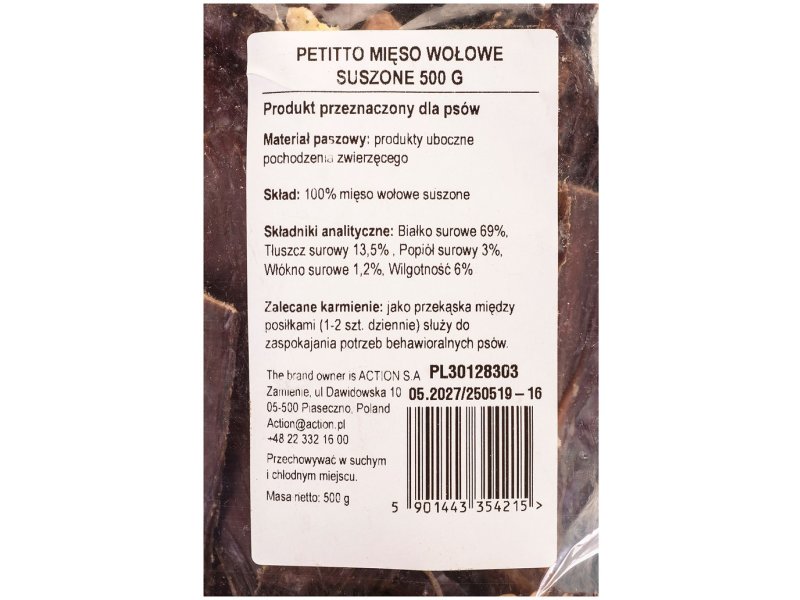 PETITTO MIĘSO WOŁOWE
SUSZONE 500 G
Produkt przeznaczony dla psów
Materiał paszowy: produkty uboczne
pochodzenia zwierzęcego
Skład: 100% mięso wołowe suszone
Składniki analityczne: Białko surowe 69%,
Tłuszcz surowy 13,5% , Popiół surowy 3%,
Włókno surowe 1,2%, Wilgotność 6%
Zalecane karmienie: jako przekąska między
posiłkami (1-2 szt. dziennie) służy do
zaspokajania potrzeb behawioralnych psów.
The brand owner is ACTION S.A PL30128303
Zamienie, ul Dawidowska 10 05.2027/250519 – 16
05-500 Piaseczno, Poland
Action@action.pl
+48 22 332 16 00
Przechowywać w suchym
i chłodnym miejscu.
Masa netto: 500 g
5 901443 354215 >